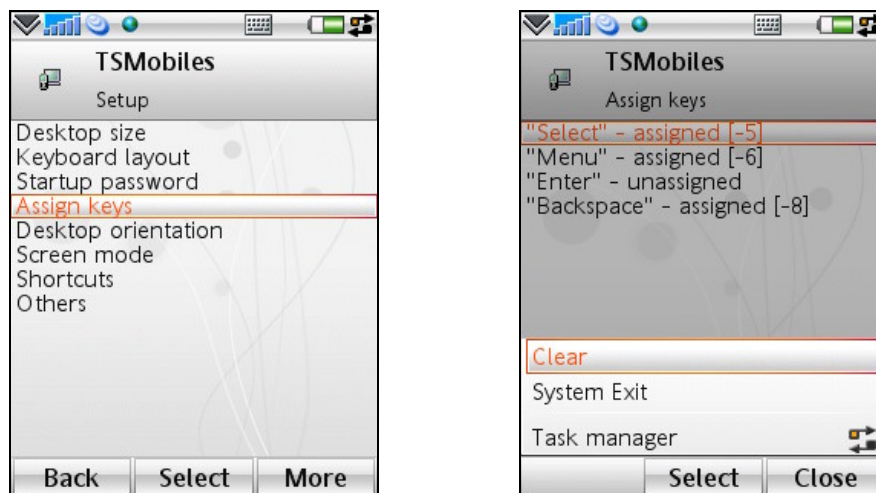 TSMobiles
Setup
Desktop size
Keyboard layout
Startup password
Assign keys
Desktop orientation
Screen mode
Shortcuts
Others
Back Select More
TSMobiles
Assign keys
"Select" - assigned [-5]
"Menu" - assigned [-6]
"Enter" - unassigned
"Backspace" - assigned [-8]
Clear
System Exit
Task manager
Select Close